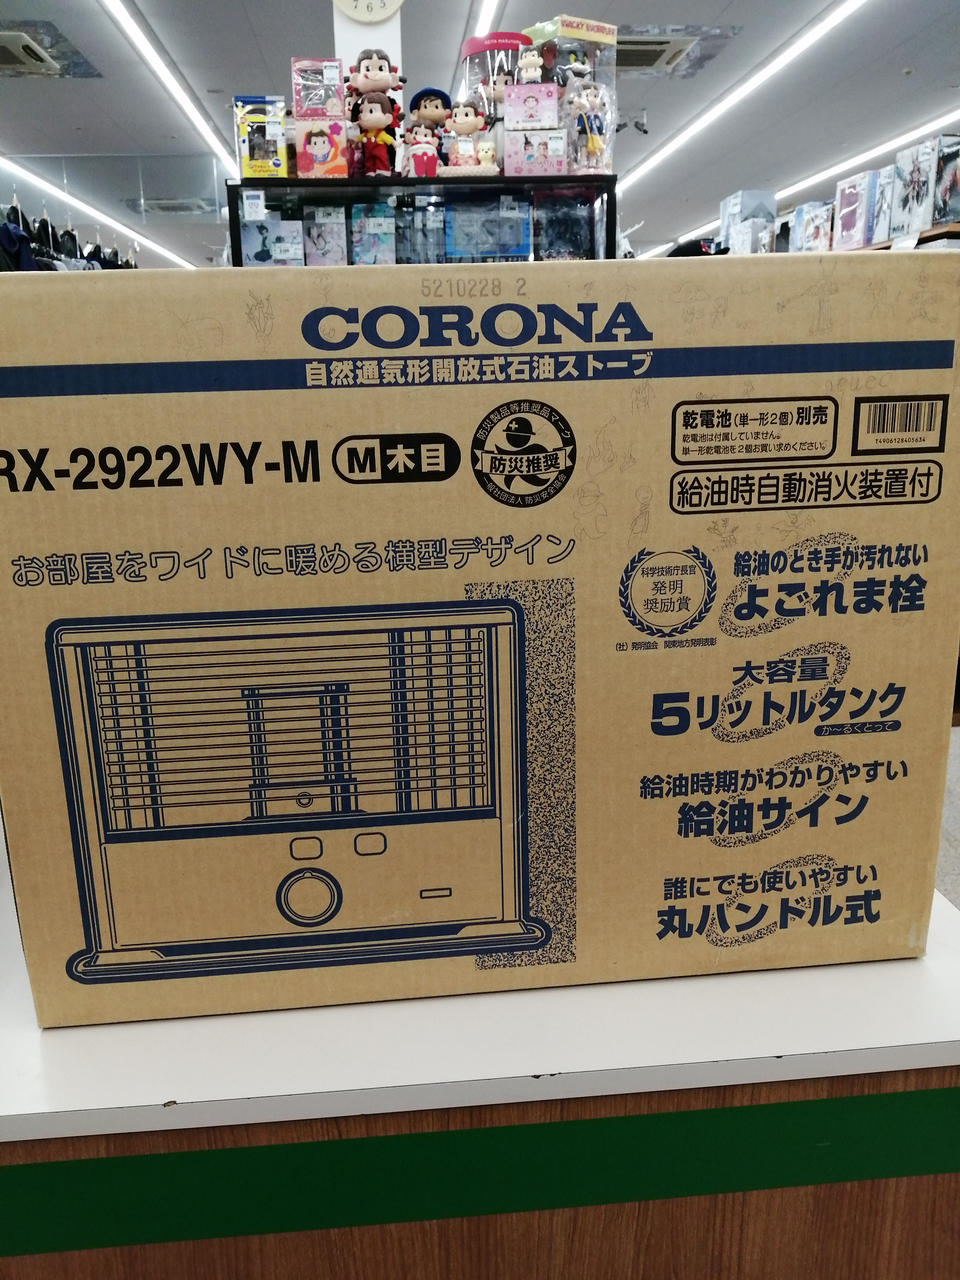 7 6 5
5210228 2
CORONA
自然通気形開放式石油ストーブ
RX-2922WY-M M木目
防災製品等推奨品マーク
防災推奨
一般社団法人 防災安全協会
乾電池(単一形2個)別売
乾電池は付属していません。
単一形乾電池を2個お買い求めください。
T4906128405634
給油時自動消火装置付
お部屋をワイドに暖める横型デザイン
科学技術庁長官
発明
奨励賞
(社)発明協会 関東地方発明表彰
給油のとき手が汚れない
よごれま栓
大容量
5リットルタンク
か〜るくとって
給油時期がわかりやすい
給油サイン
誰にでも使いやすい
丸ハンドル式